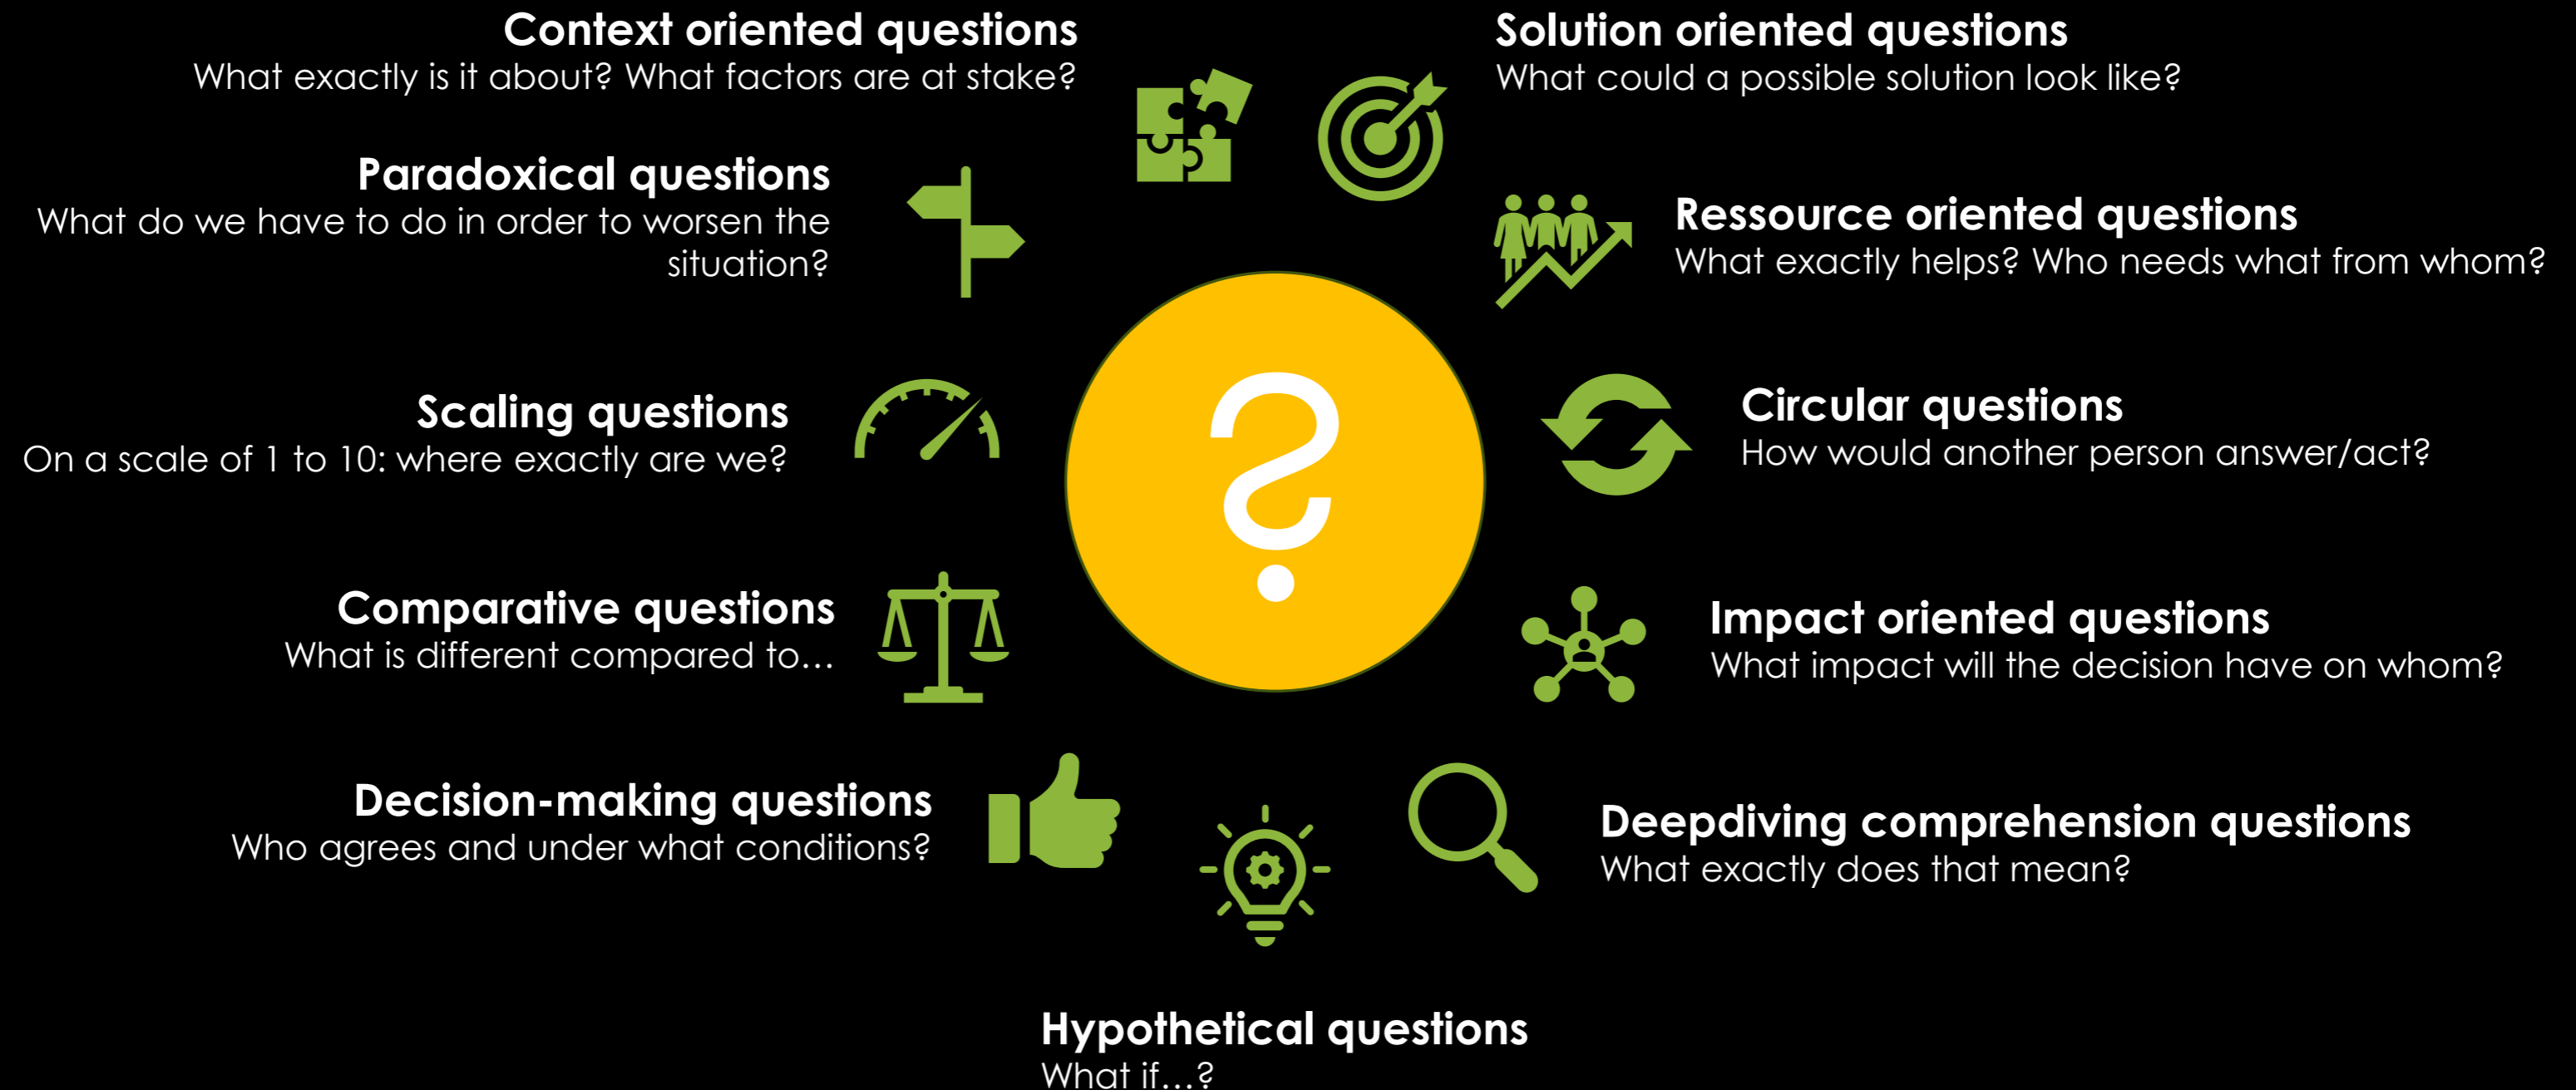 Context oriented questions
What exactly is it about? What factors are at stake?
Solution oriented questions
What could a possible solution look like?
Paradoxical questions
What do we have to do in order to worsen the
situation?
Ressource oriented questions
What exactly helps? Who needs what from whom?
Scaling questions
On a scale of 1 to 10: where exactly are we?
Circular questions
How would another person answer/act?
?
Comparative questions
What is different compared to...
Impact oriented questions
What impact will the decision have on whom?
Decision-making questions
Who agrees and under what conditions?
Deepdiving comprehension questions
What exactly does that mean?
Hypothetical questions
What if...?